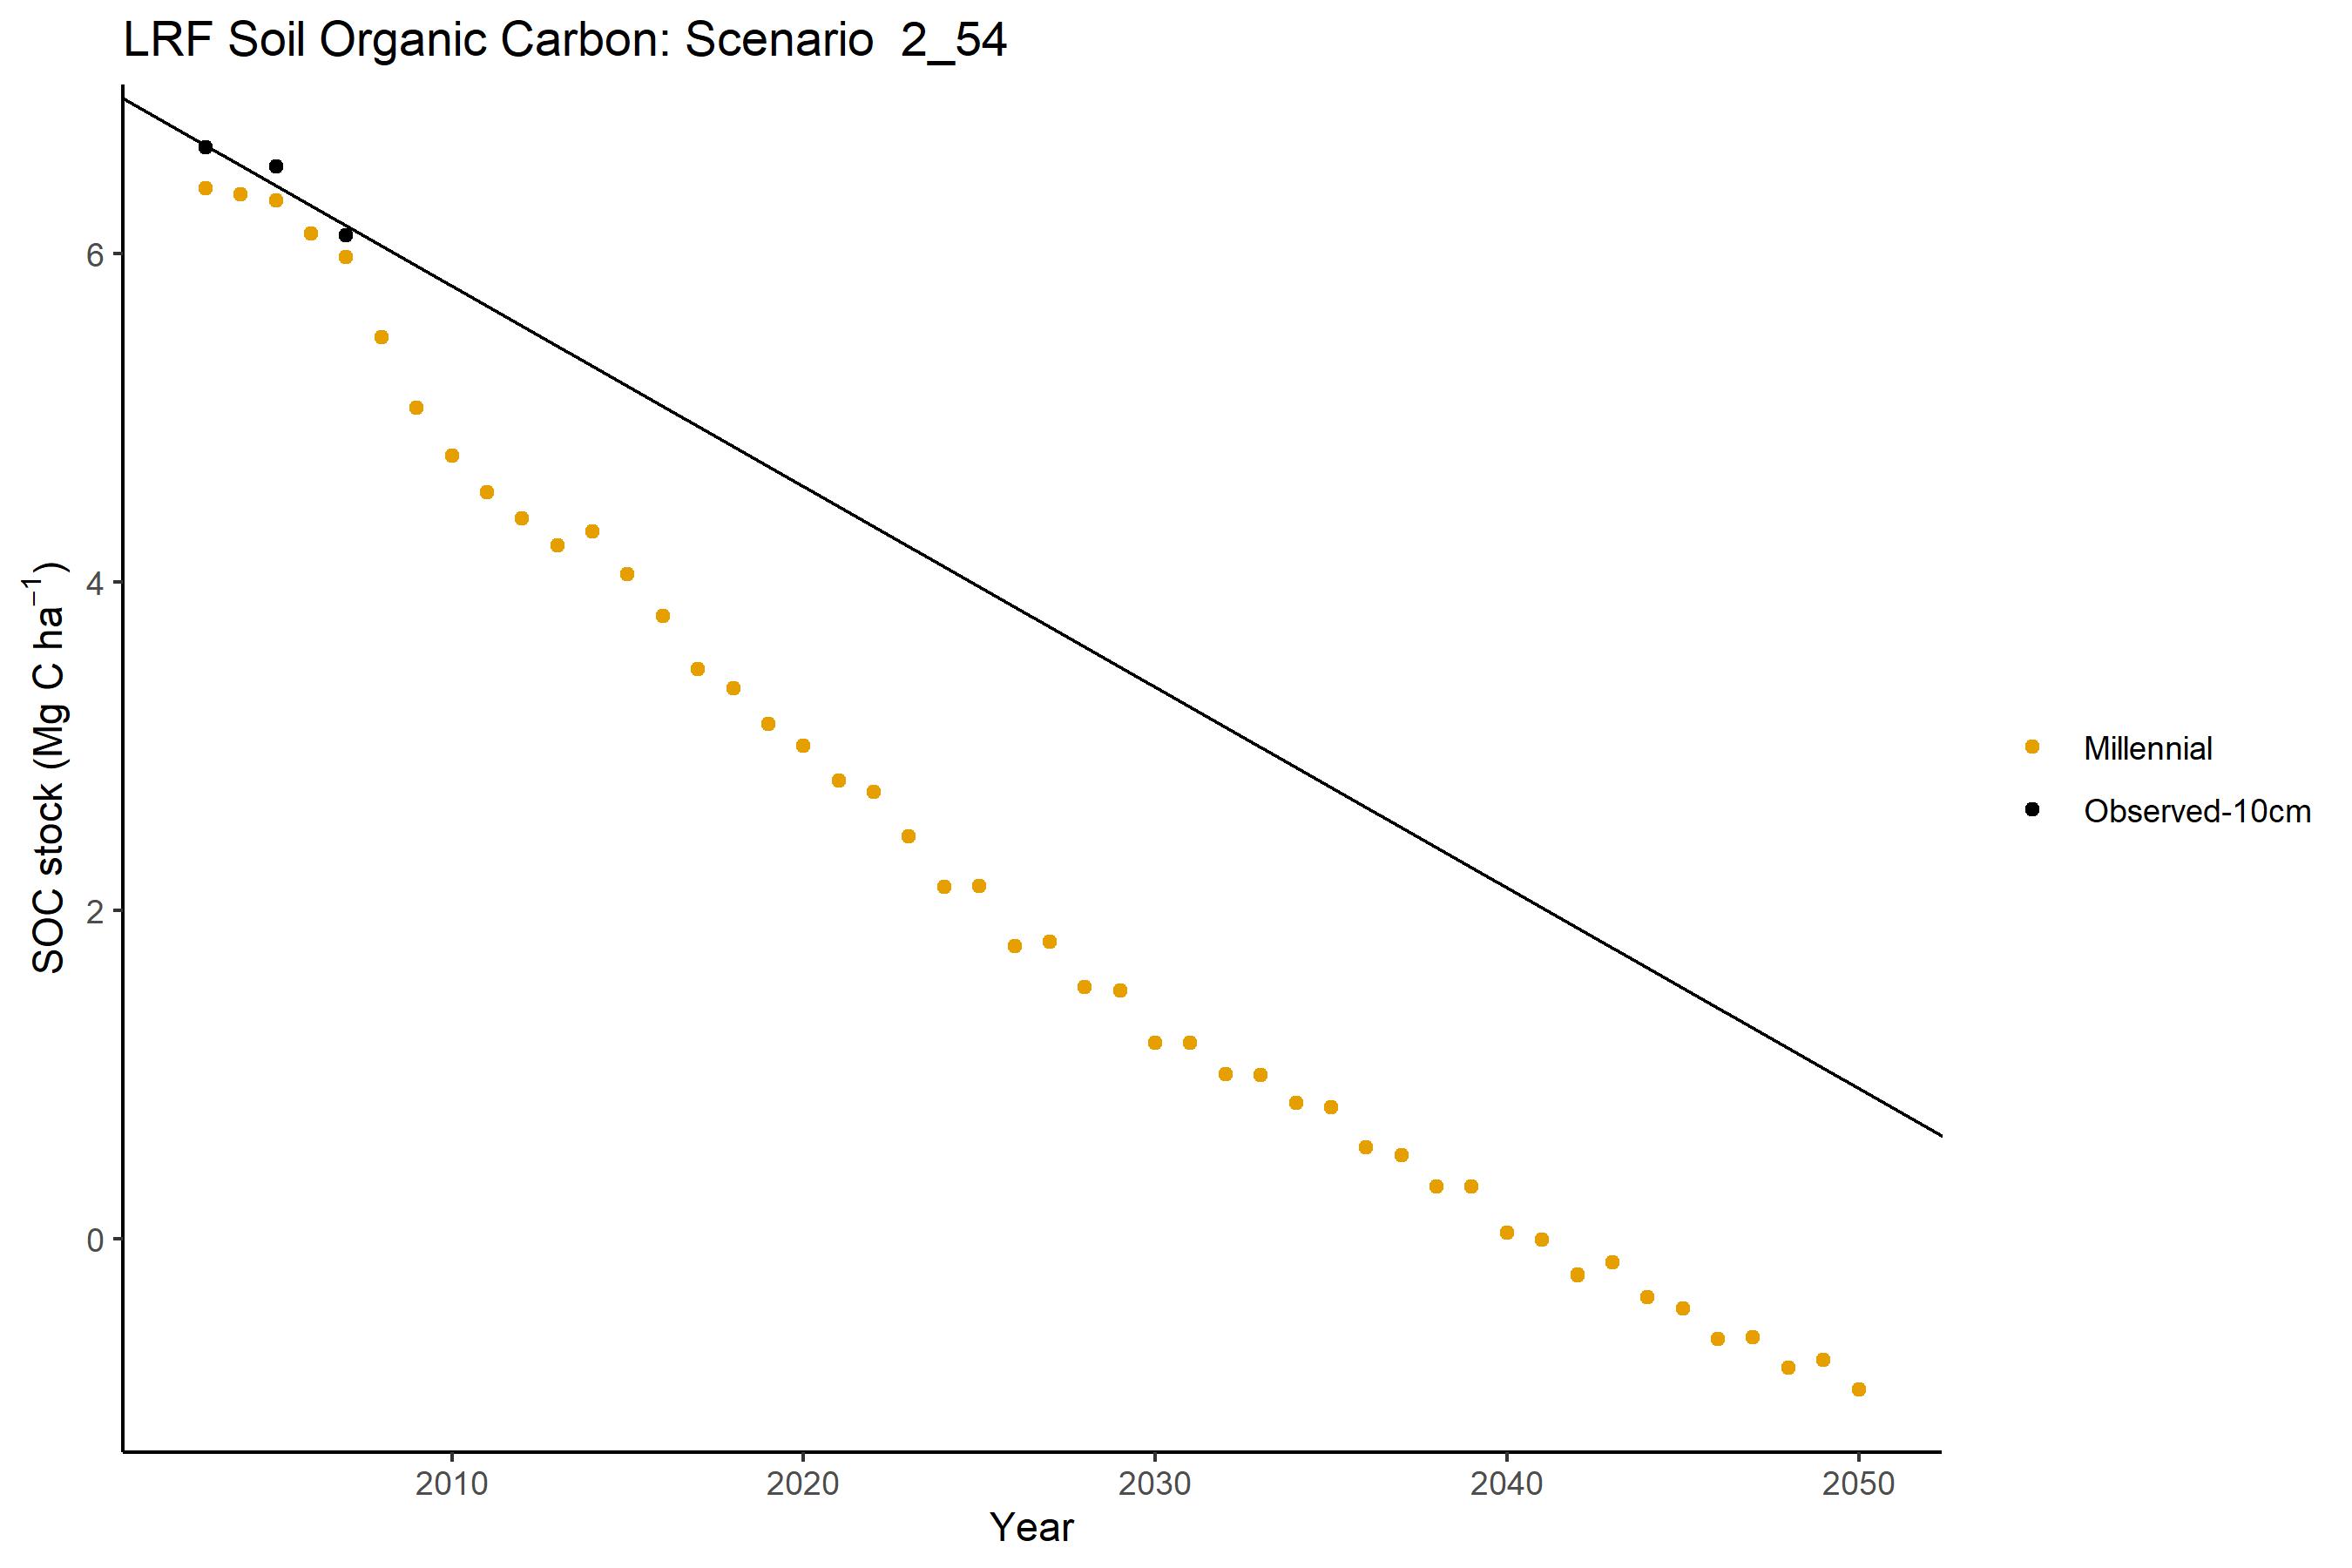 LRF Soil Organic Carbon: Scenario  2_54
SOC stock (Mg C ha⁻¹)
6
4
2
0
2010
2020
2030
2040
2050
Year
Millennial
Observed-10cm